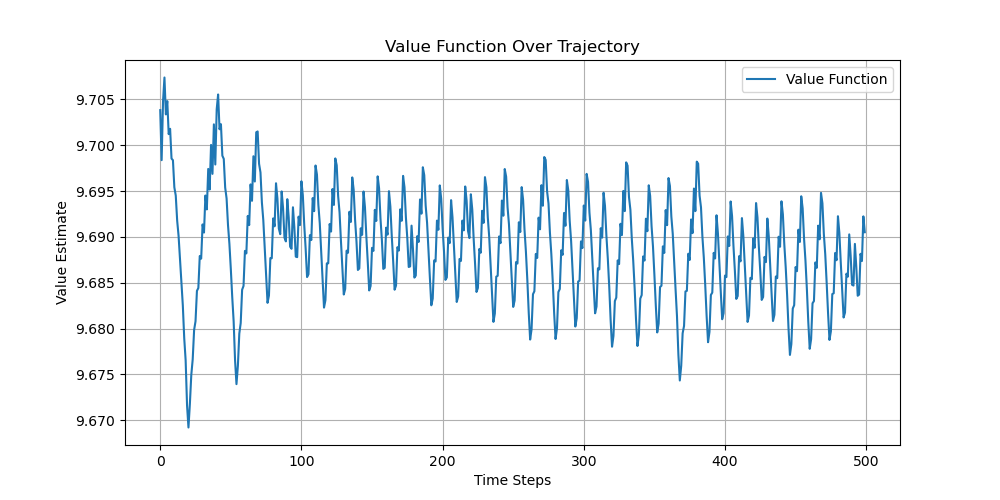 Value Function Over Trajectory
Value Function
Value Estimate
9.705
9.700
9.695
9.690
9.685
9.680
9.675
9.670
0 100 200 300 400 500
Time Steps